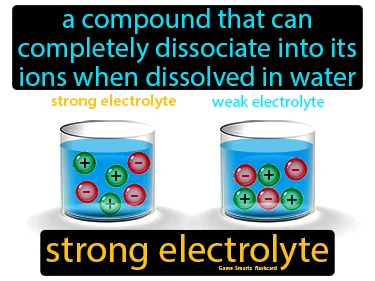 a compound that can
completely dissociate into its
ions when dissolved in water
strong electrolyte weak electrolyte
+ - + - + -
+ - + - + -
strong electrolyte
Game Smartz flashcard